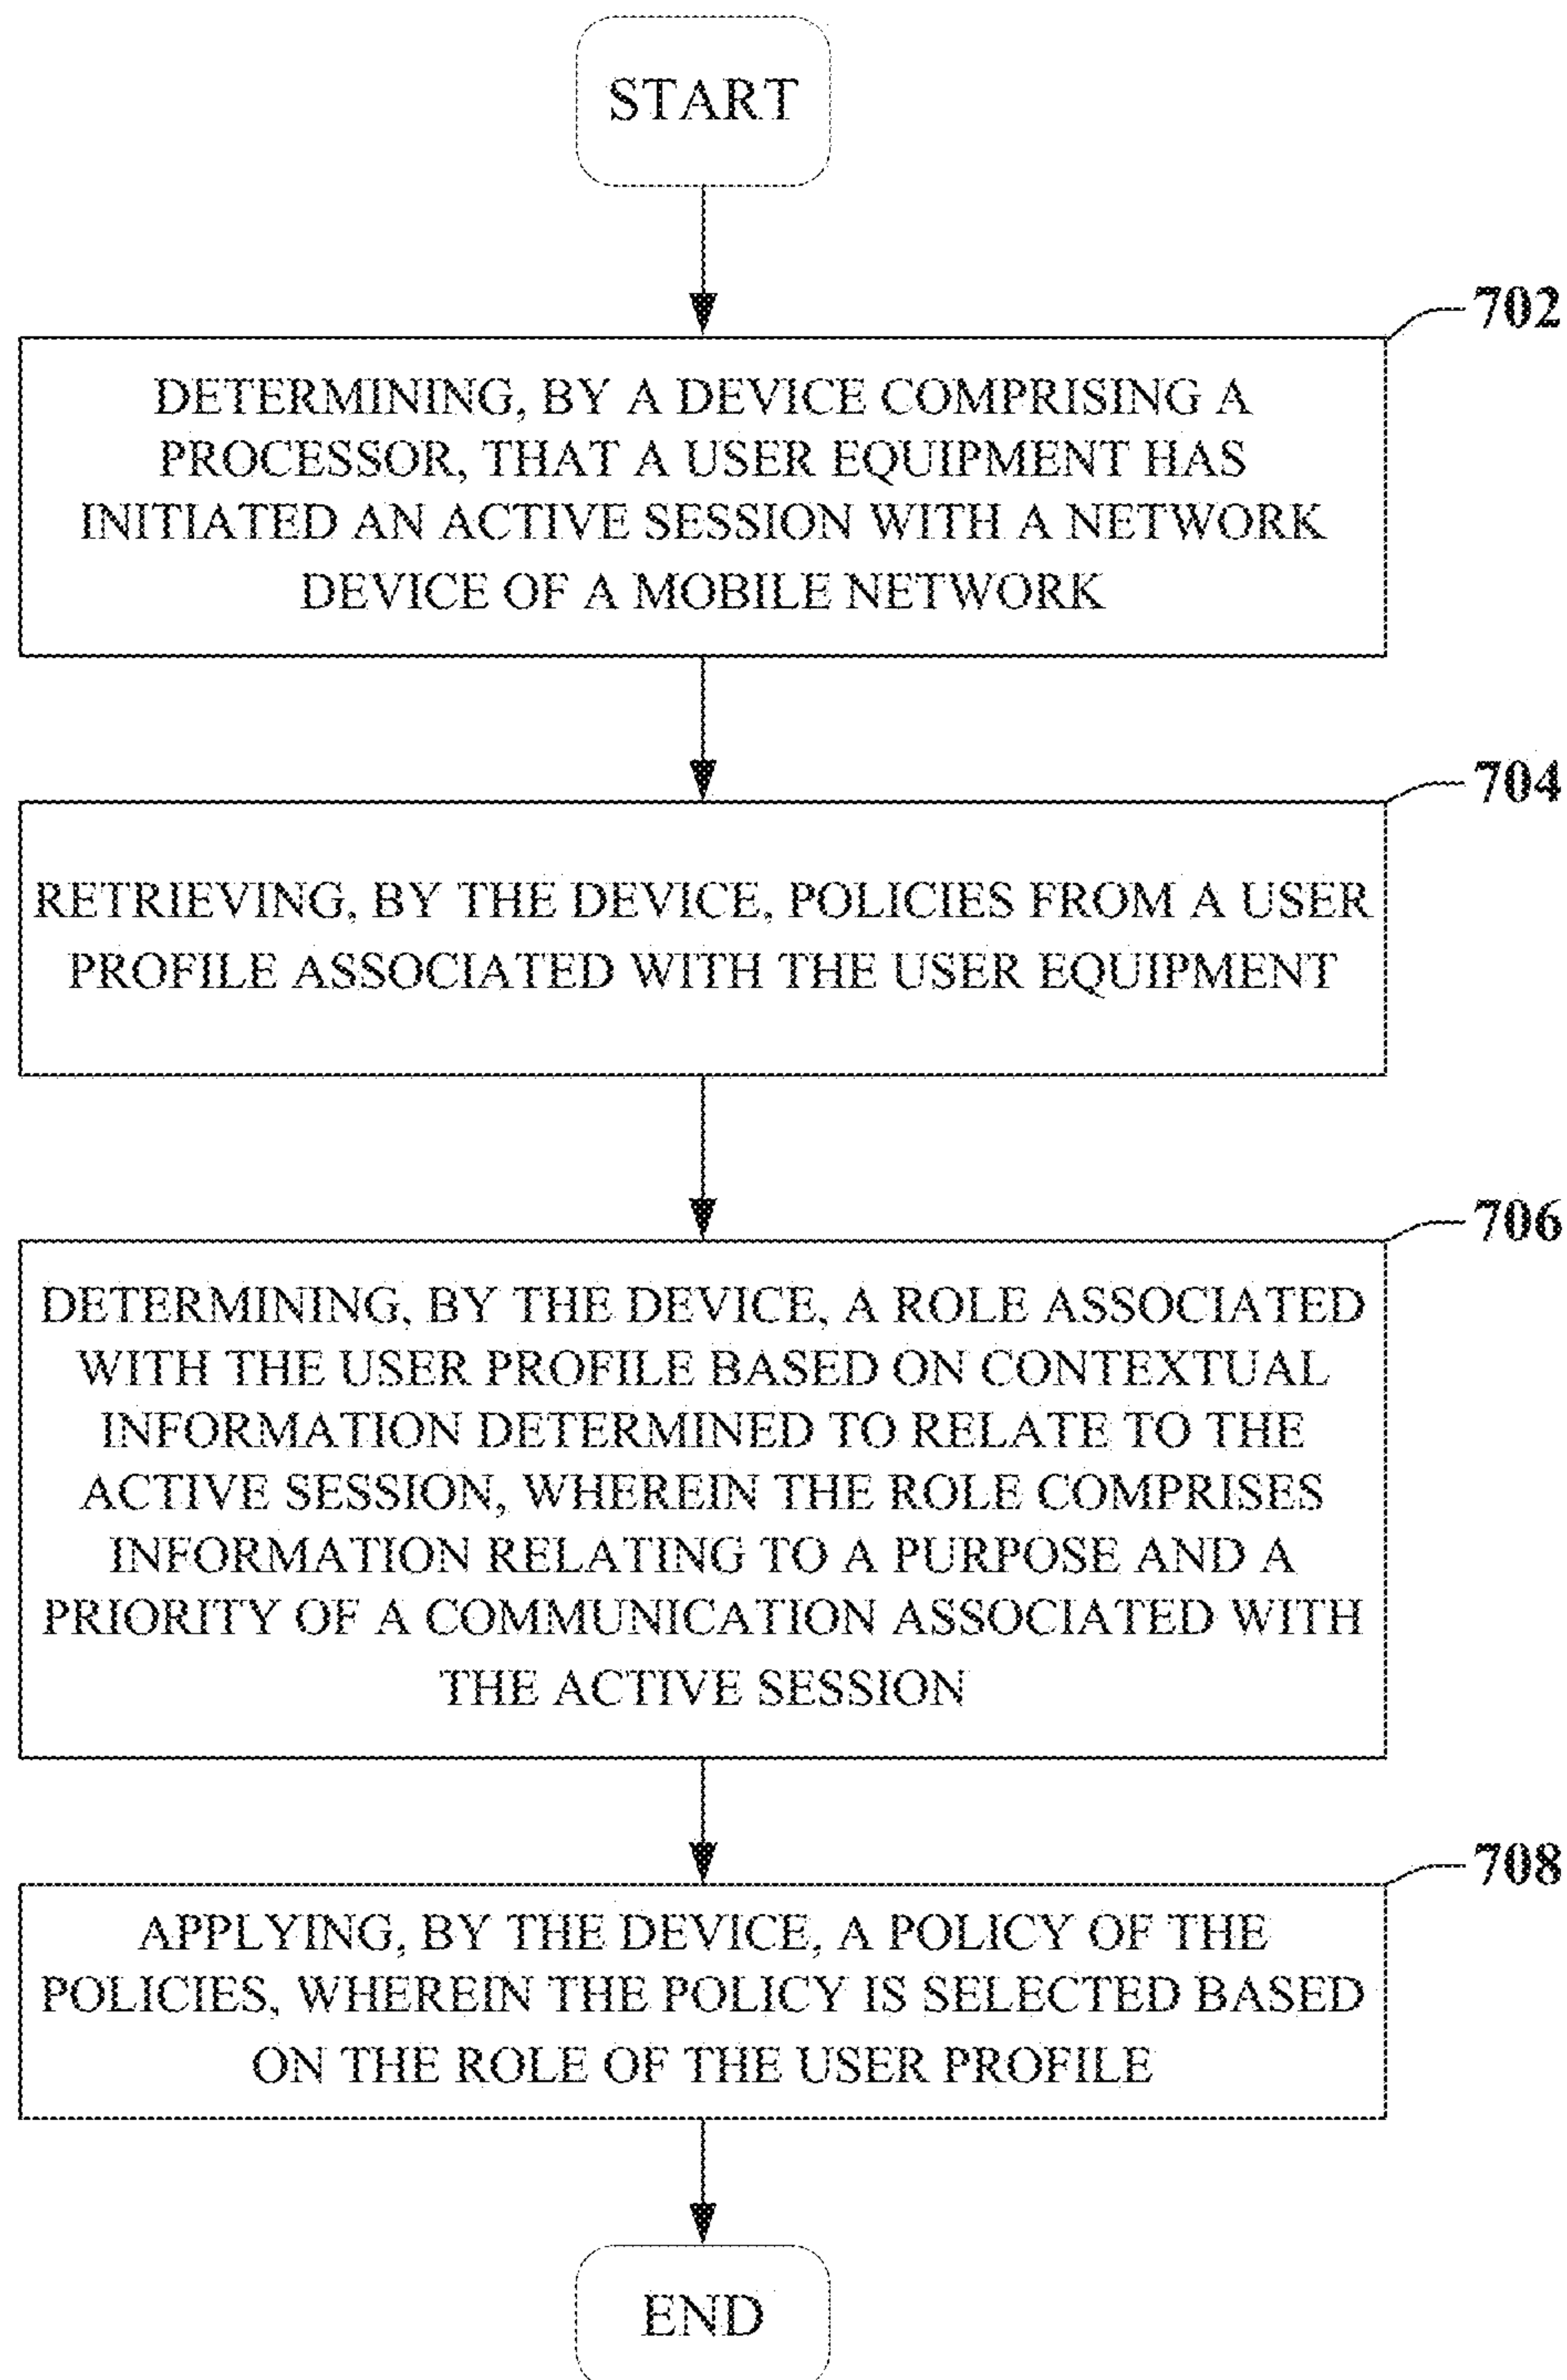 START
702
DETERMINING, BY A DEVICE COMPRISING A
PROCESSOR, THAT A USER EQUIPMENT HAS
INITIATED AN ACTIVE SESSION WITH A NETWORK
DEVICE OF A MOBILE NETWORK
704
RETRIEVING, BY THE DEVICE, POLICIES FROM A USER
PROFILE ASSOCIATED WITH THE USER EQUIPMENT
706
DETERMINING, BY THE DEVICE, A ROLE ASSOCIATED
WITH THE USER PROFILE BASED ON CONTEXTUAL
INFORMATION DETERMINED TO RELATE TO THE
ACTIVE SESSION, WHEREIN THE ROLE COMPRISES
INFORMATION RELATING TO A PURPOSE AND A
PRIORITY OF A COMMUNICATION ASSOCIATED WITH
THE ACTIVE SESSION
708
APPLYING, BY THE DEVICE, A POLICY OF THE
POLICIES, WHEREIN THE POLICY IS SELECTED BASED
ON THE ROLE OF THE USER PROFILE
END